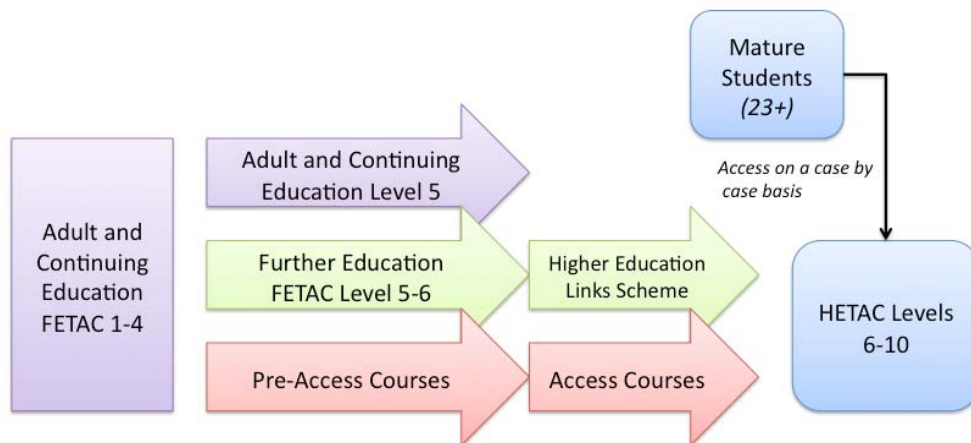 Adult and
Continuing
Education
FETAC 1-4
Adult and Continuing
Education Level 5
Further Education
FETAC Level 5-6
Pre-Access Courses
Higher Education
Links Scheme
Access Courses
Mature
Students
(23+)
Access on a case by
case basis
HETAC Levels
6-10